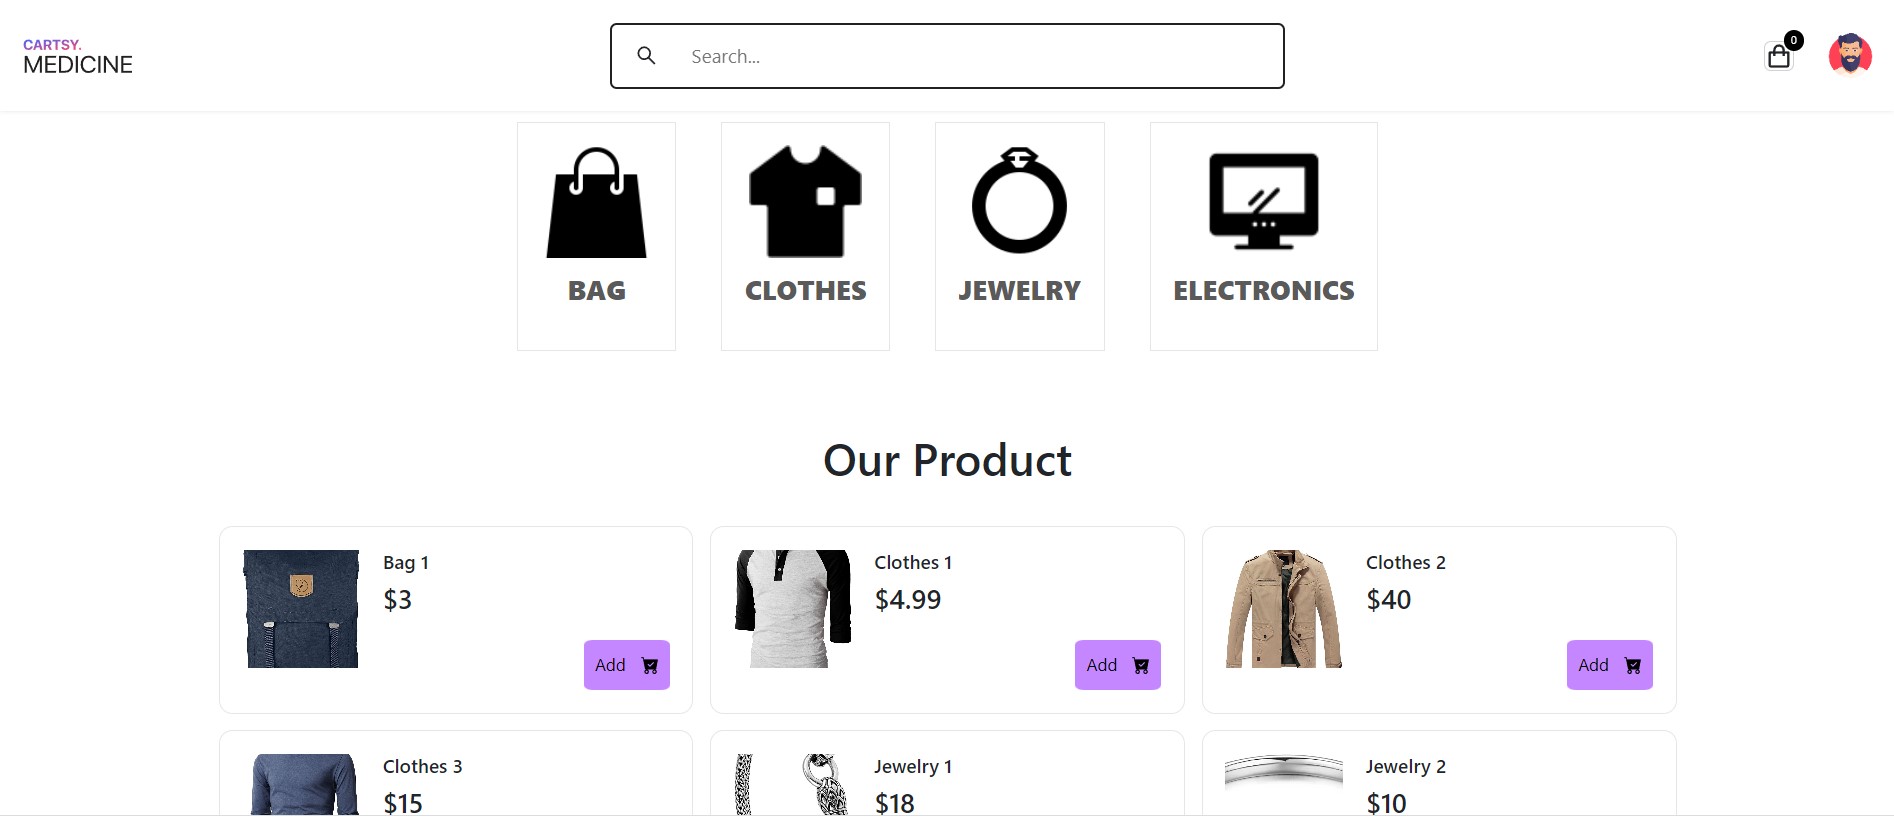 CARTSY.
MEDICINE
Search...
0
BAG
CLOTHES
JEWELRY
ELECTRONICS
Our Product
Bag 1
$3
Add
Clothes 1
$4.99
Add
Clothes 2
$40
Add
Clothes 3
$15
Jewelry 1
$18
Jewelry 2
$10